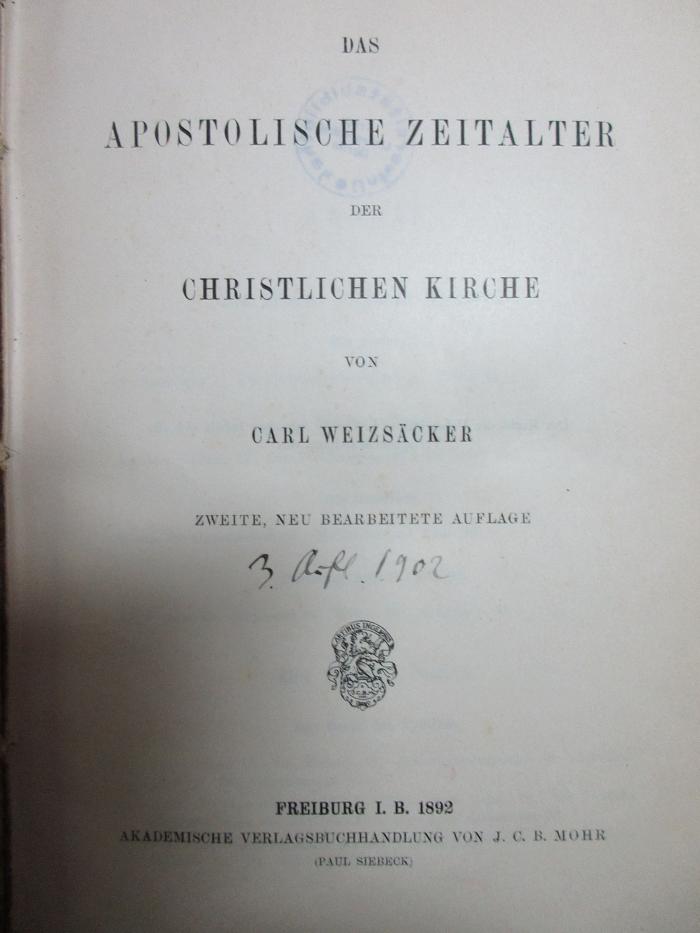 DAS
APOSTOLISCHE ZEITALTER
DER
CHRISTLICHEN KIRCHE
VON
CARL WEIZSÄCKER
ZWEITE, NEU BEARBEITETE AUFLAGE
3. Aufl. 1902
FREIBURG I. B. 1892
AKADEMISCHE VERLAGSBUCHHANDLUNG VON J. C. B. MOHR
(PAUL SIEBECK)